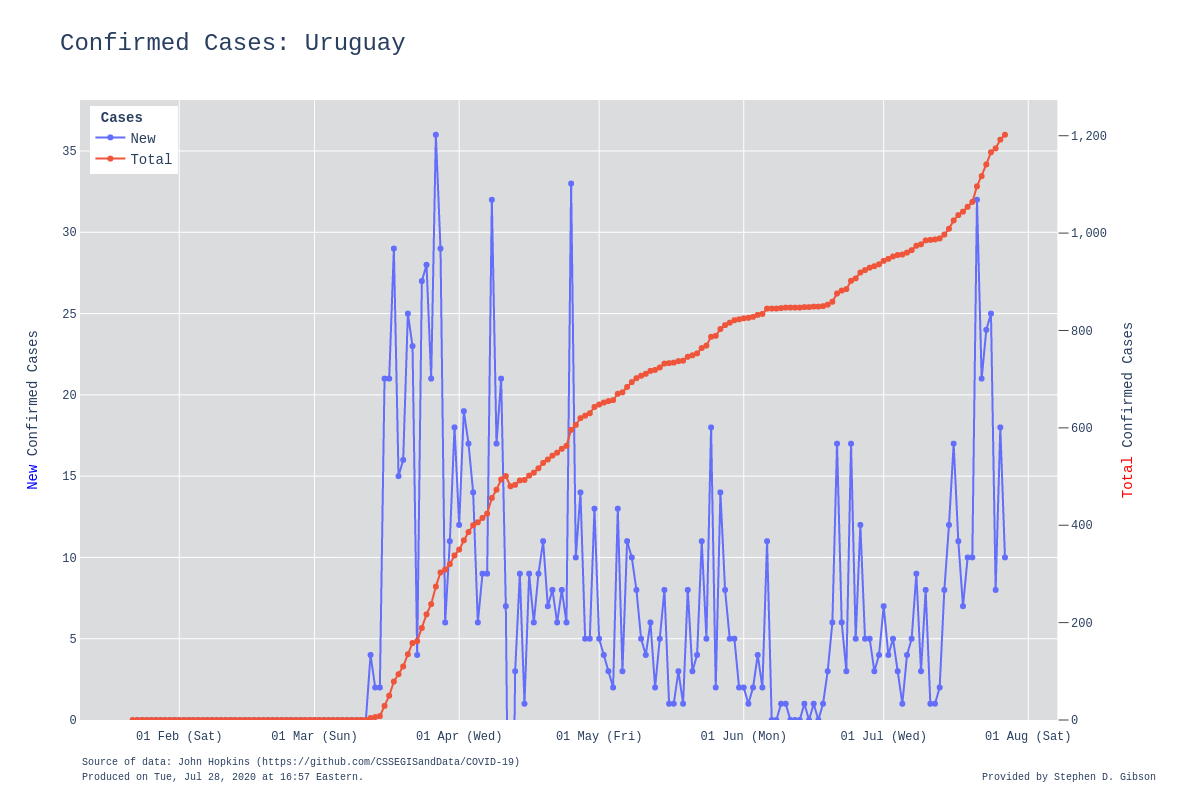 Confirmed Cases: Uruguay
Cases
New
Total
35
30
25
20
15
10
5
0
1,200
1,000
800
600
400
200
0
New Confirmed Cases
Total Confirmed Cases
01 Feb (Sat)
01 Mar (Sun)
01 Apr (Wed)
01 May (Fri)
01 Jun (Mon)
01 Jul (Wed)
01 Aug (Sat)
Source of data: John Hopkins (https://github.com/CSSEGISandData/COVID-19)
Produced on Tue, Jul 28, 2020 at 16:57 Eastern.
Provided by Stephen D. Gibson